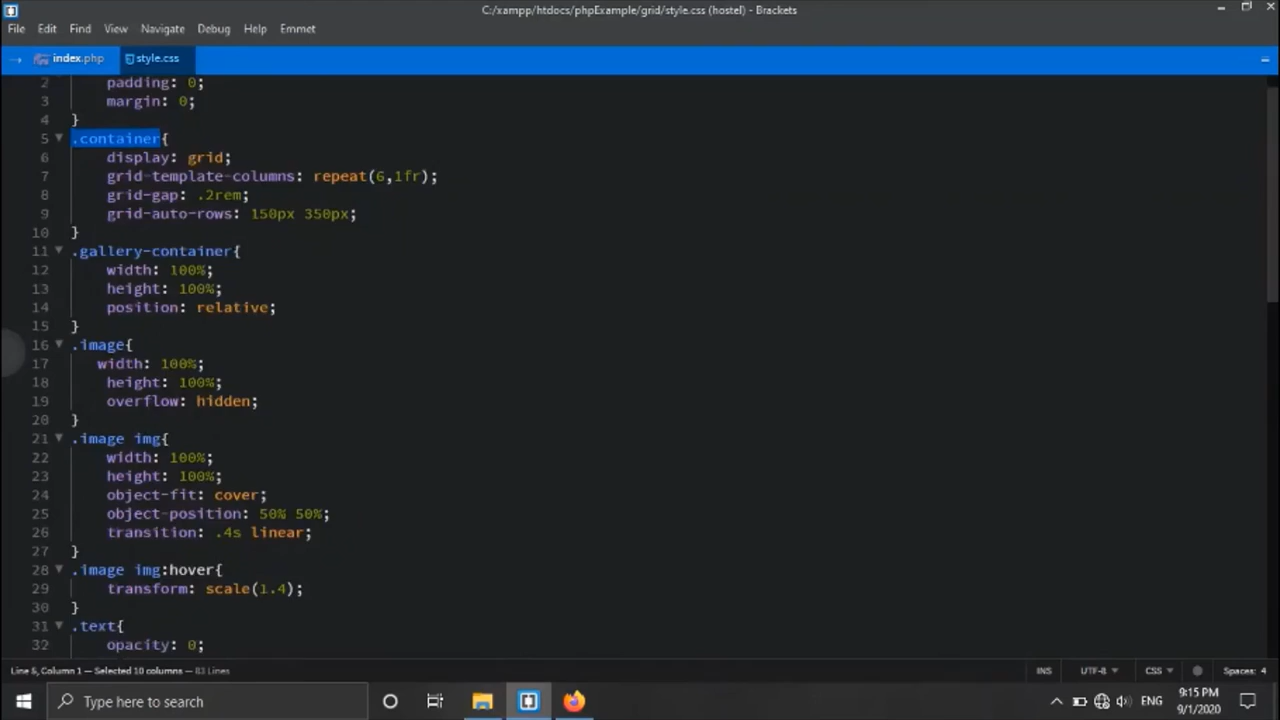 C:/xampp/htdocs/phpExample/grid/style.css (hostel) - Brackets
File Edit Find View Navigate Debug Help Emmet
index.php style.css
2 padding: 0;
3 margin: 0;
4 }
5 .container{
6 display: grid;
7 grid-template-columns: repeat(6,1fr);
8 grid-gap: .2rem;
9 grid-auto-rows: 150px 350px;
10 }
11 .gallery-container{
12 width: 100%;
13 height: 100%;
14 position: relative;
15 }
16 .image{
17 width: 100%;
18 height: 100%;
19 overflow: hidden;
20 }
21 .image img{
22 width: 100%;
23 height: 100%;
24 object-fit: cover;
25 object-position: 50% 50%;
26 transition: .4s linear;
27 }
28 .image img:hover{
29 transform: scale(1.4);
30 }
31 .text{
32 opacity: 0;
Line 5, Column 1 — Selected 10 columns — 83 Lines INS UTF-8 CSS Spaces: 4
Type here to search ENG 9:15 PM
9/1/2020